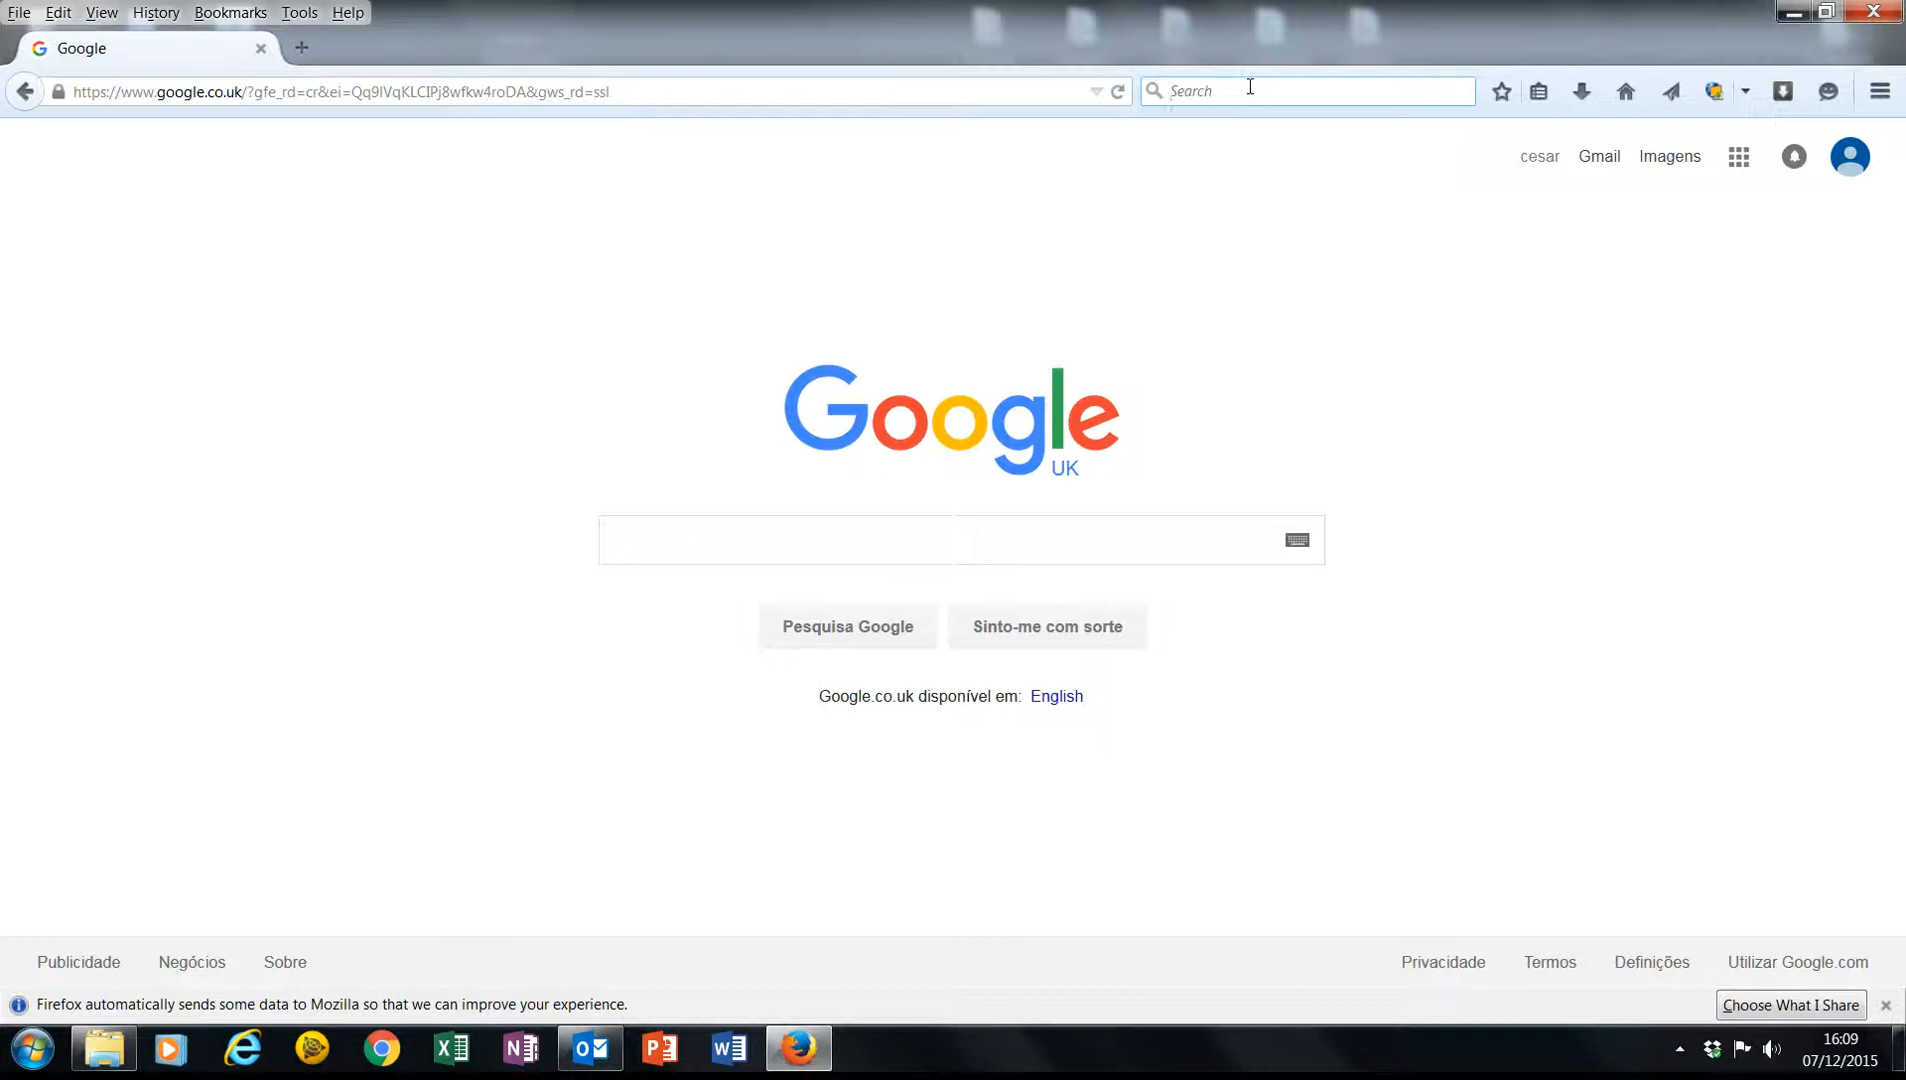 File Edit View History Bookmarks Tools Help
Google
https://www.google.co.uk/?gfe_rd=cr&ei=Qq9lVqKLCIPj8wfkw4roDA&gws_rd=ssl
Search
cesar Gmail Imagens
Google
UK
Pesquisa Google Sinto-me com sorte
Google.co.uk disponível em: English
Publicidade Negócios Sobre Privacidade Termos Definições Utilizar Google.com
Firefox automatically sends some data to Mozilla so that we can improve your experience. Choose What I Share
16:09
07/12/2015